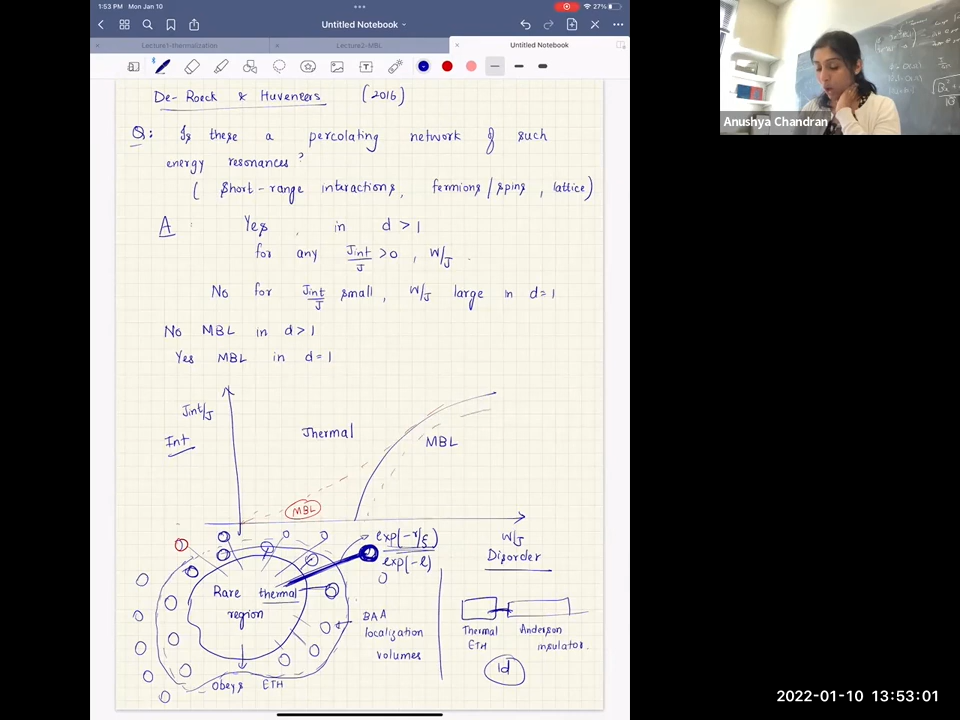 1:53 PM Mon Jan 10
27%
Untitled Notebook
Lecture1-thermalization
Lecture2-MBL
Untitled Notebook
De-Roeck & Huveneers (2016)
Q: Is there a percolating network of such
energy resonances?
( Short-range interactions, fermions/spins, lattice)
A : Yes, in d > 1
for any Jint/J > 0 , W/J .
No for Jint/J small, W/J large in d=1
No MBL in d > 1
Yes MBL in d = 1
Jint/J
Int
Thermal
MBL
MBL
W/J
Disorder
exp(-r/ξ)
exp(-l)
Rare thermal
region
BAA
localization
volumes
Obeys ETH
Thermal
ETH
Anderson
insulator.
1d
Anushya Chandran
2022-01-10 13:53:01